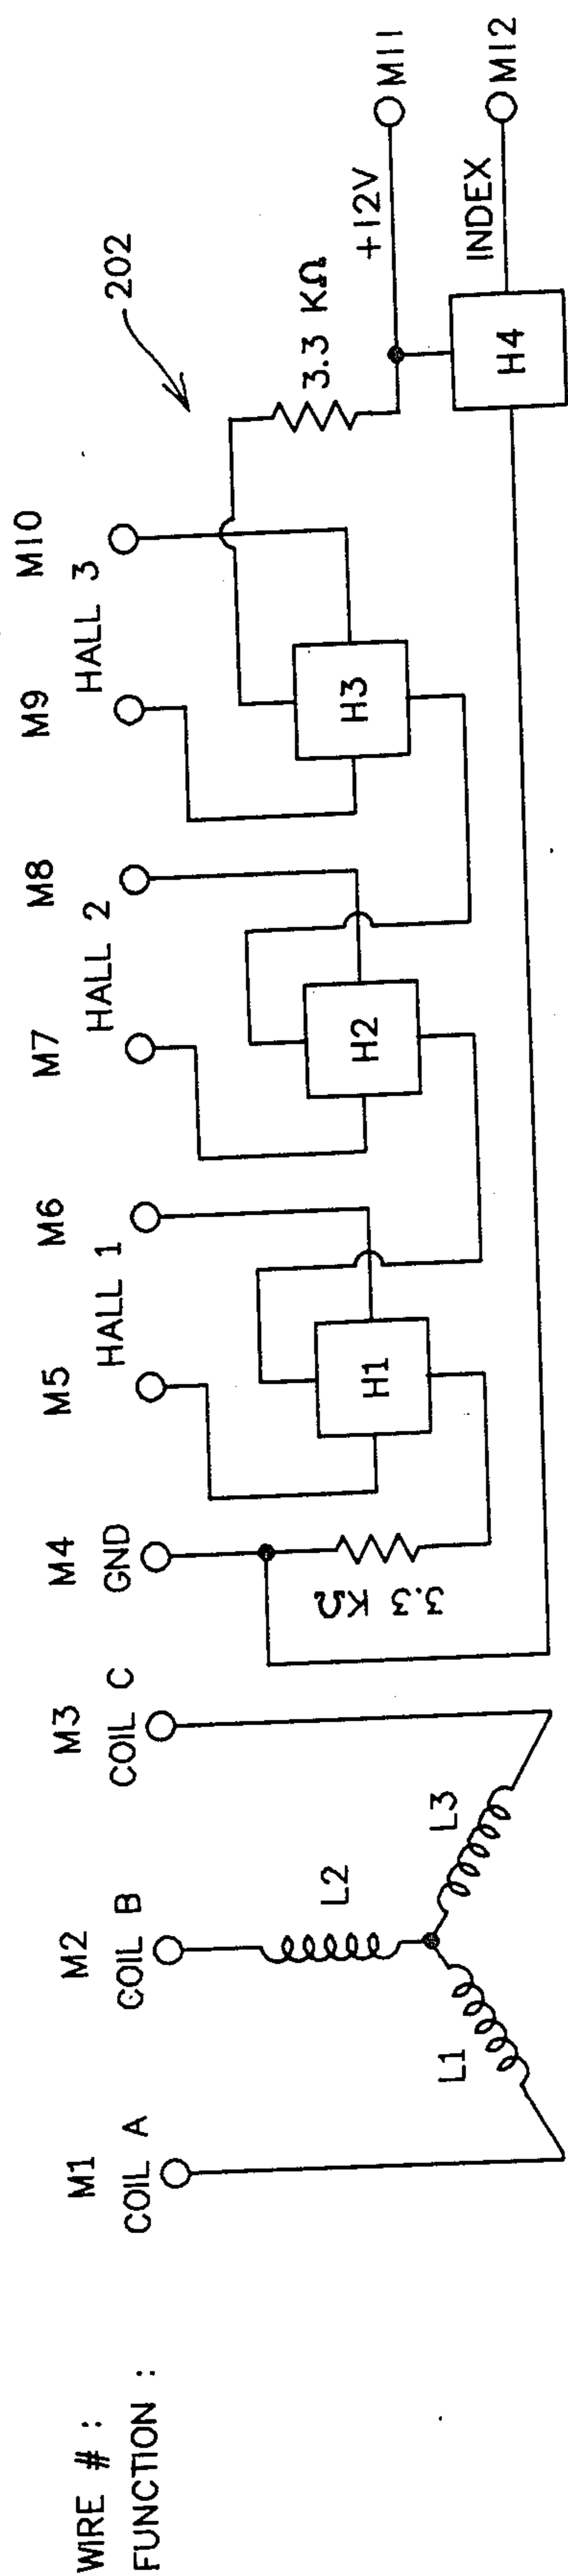 WIRE # : M1 M2 M3 M4 M5 M6 M7 M8 M9 M10
FUNCTION : COIL A COIL B COIL C GND HALL 1 HALL 2 HALL 3
202
3.3 KΩ
+12V
M11
INDEX
M12
H1
H2
H3
H4
3.3 KΩ
L1
L2
L3